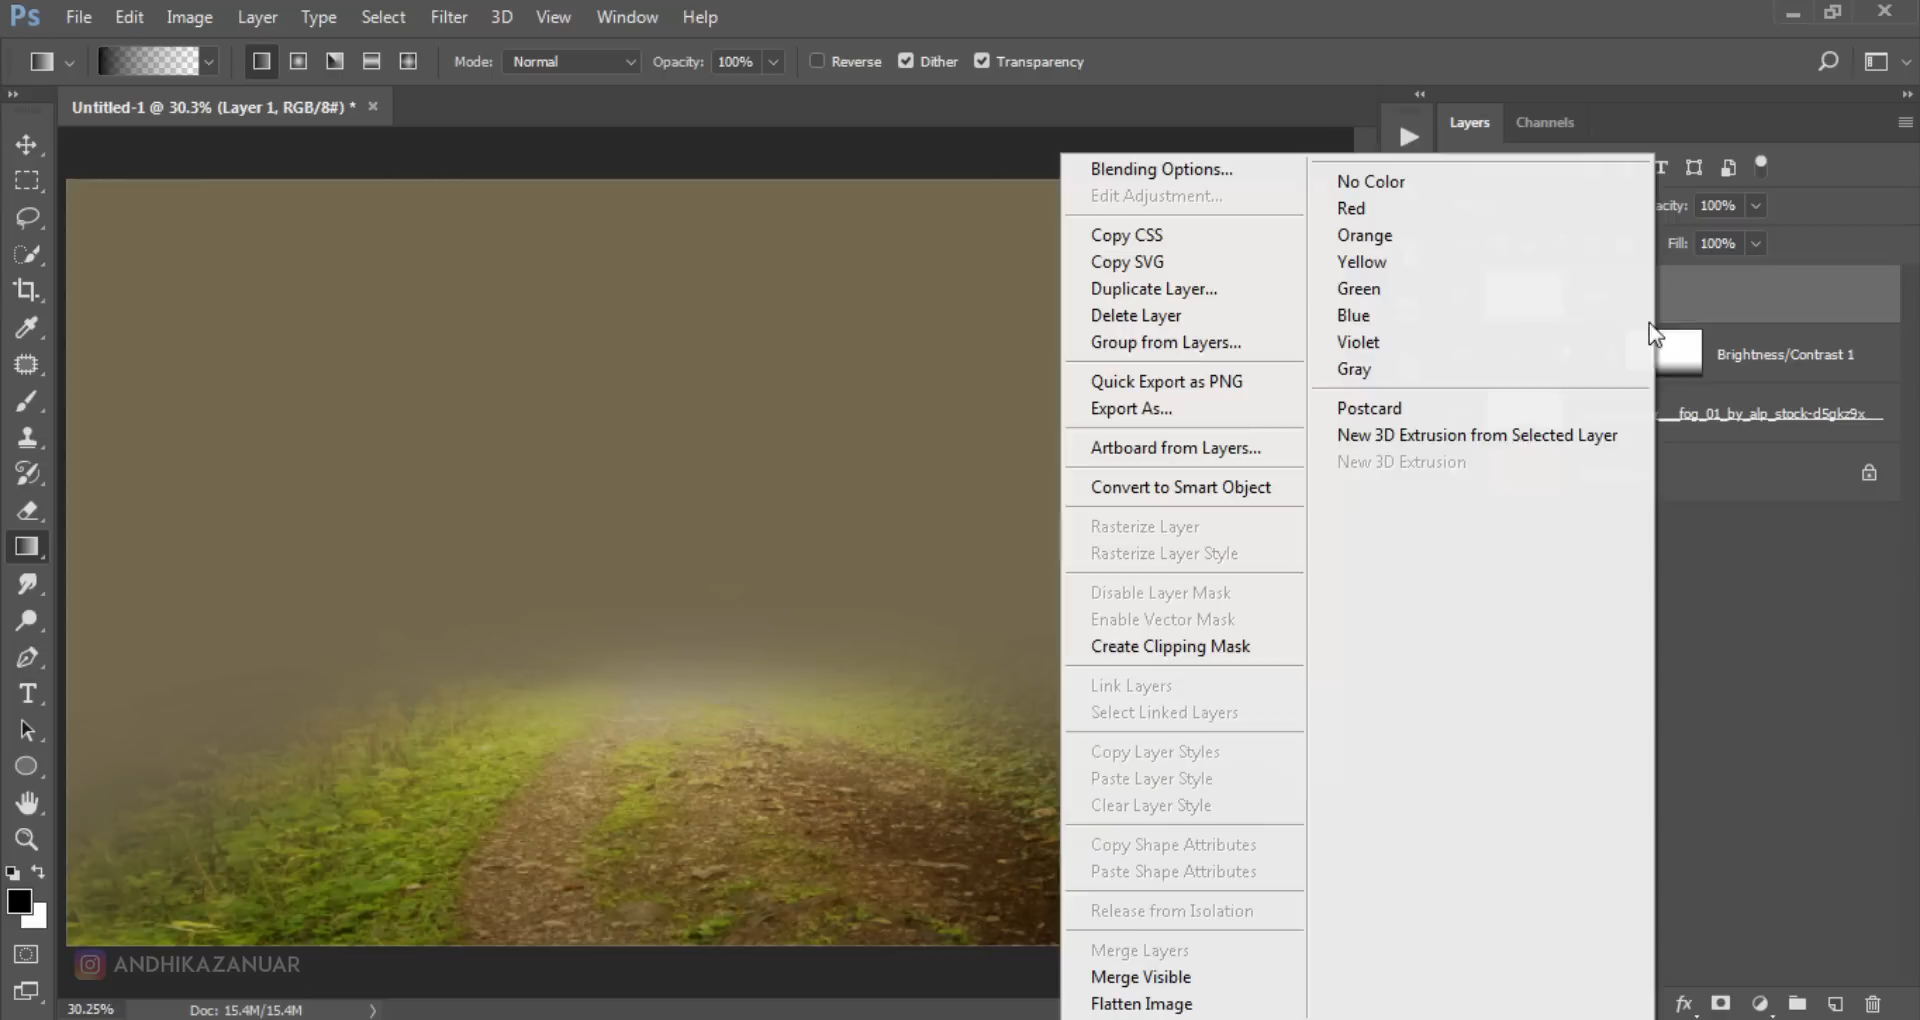 Ps File Edit Image Layer Type Select Filter 3D View Window Help
Mode: Normal Opacity: 100% Reverse Dither Transparency
Untitled-1 @ 30.3% (Layer 1, RGB/8#) * ×
Layers Channels
Blending Options...
Edit Adjustment...
Copy CSS
Copy SVG
Duplicate Layer...
Delete Layer
Group from Layers...
Quick Export as PNG
Export As...
Artboard from Layers...
Convert to Smart Object
Rasterize Layer
Rasterize Layer Style
Disable Layer Mask
Enable Vector Mask
Create Clipping Mask
Link Layers
Select Linked Layers
Copy Layer Styles
Paste Layer Style
Clear Layer Style
Copy Shape Attributes
Paste Shape Attributes
Release from Isolation
Merge Layers
Merge Visible
Flatten Image
No Color
Red
Orange
Yellow
Green
Blue
Violet
Gray
Postcard
New 3D Extrusion from Selected Layer
New 3D Extrusion
T
acity: 100%
Fill: 100%
Brightness/Contrast 1
__fog_01_by_alp_stock-d5gkz9x__
T
ANDHIKAZANUAR
30.25% Doc: 15.4M/15.4M
fx